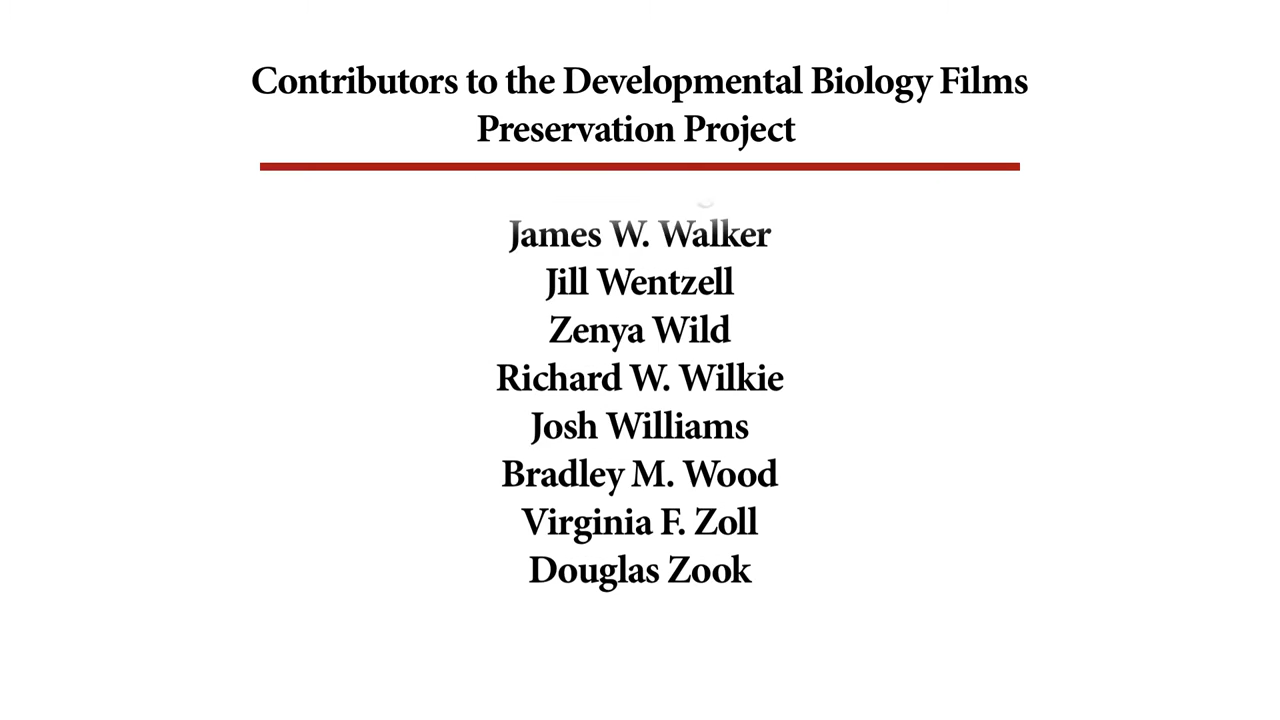 Contributors to the Developmental Biology Films
Preservation Project
James W. Walker
Jill Wentzell
Zenya Wild
Richard W. Wilkie
Josh Williams
Bradley M. Wood
Virginia F. Zoll
Douglas Zook